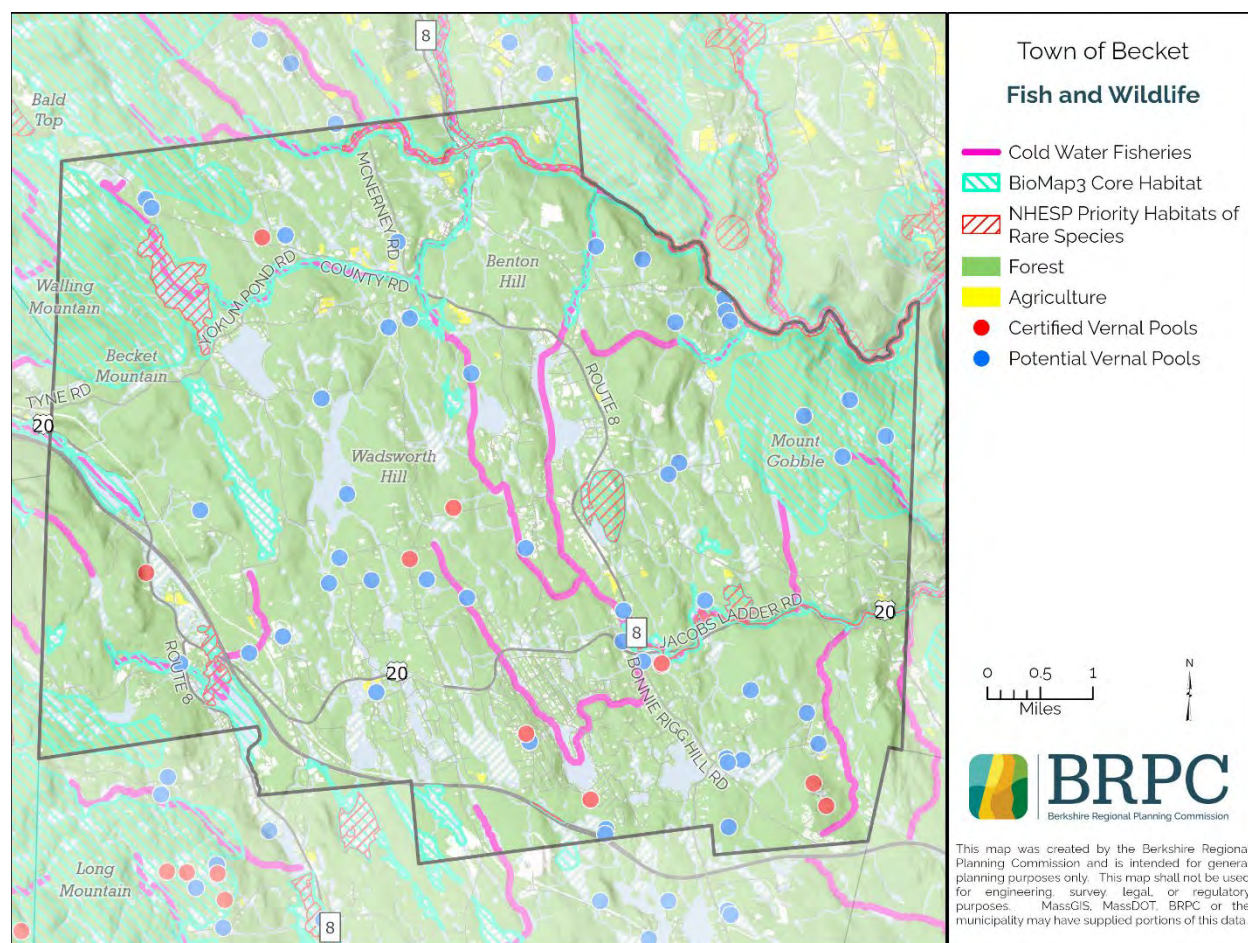 8
Bald
Top
MCNERNEY RD
YOKUM POND RD
COUNTY RD
Benton
Hill
Walling
Mountain
Becket
Mountain
TYNE RD
20
ROUTE 8
Wadsworth
Hill
Mount
Gobble
8
JACOBS LADDER RD
20
ROUTE 8
20
BONNIE RIGG HILL RD
Long
Mountain
8
Town of Becket
Fish and Wildlife
Cold Water Fisheries
BioMap3 Core Habitat
NHESP Priority Habitats of
Rare Species
Forest
Agriculture
Certified Vernal Pools
Potential Vernal Pools
0 0.5 1
Miles
N
BRPC
Berkshire Regional Planning Commission
This map was created by the Berkshire Regional
Planning Commission and is intended for general
planning purposes only. This map shall not be used
for engineering, survey, legal, or regulatory
purposes. MassGIS, MassDOT, BRPC or the
municipality may have supplied portions of this data